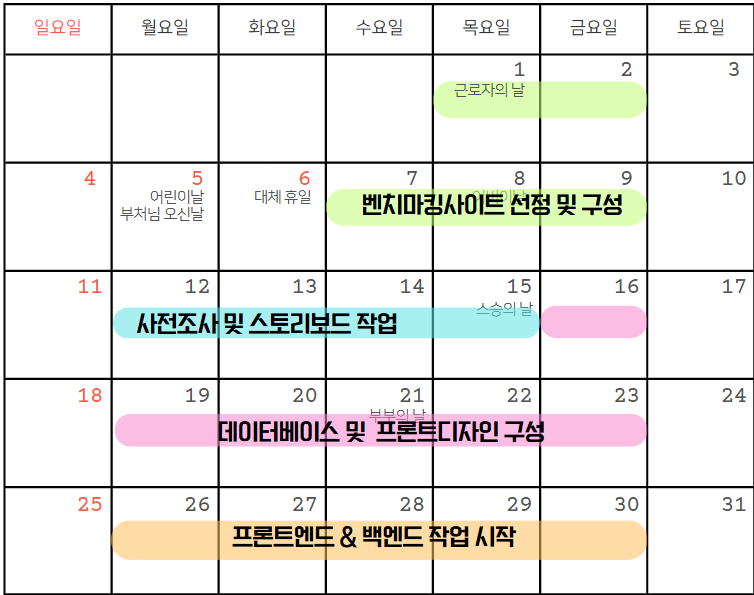 일요일 월요일 화요일 수요일 목요일 금요일 토요일
1 2 3
근로자의 날
4 5 6 7 8 9 10
어린이날 대체 휴일 어버이날
부처님 오신날
벤치마킹사이트 선정 및 구성
11 12 13 14 15 16 17
스승의 날
사전조사 및 스토리보드 작업
18 19 20 21 22 23 24
부부의 날
데이터베이스 및 프론트디자인 구성
25 26 27 28 29 30 31
프론트엔드 & 백엔드 작업 시작